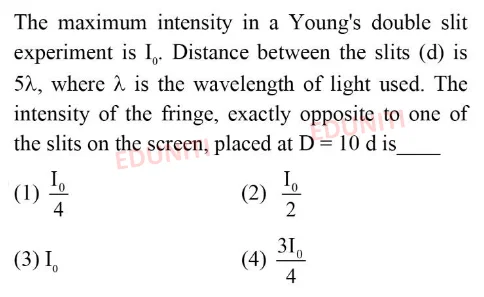 The maximum intensity in a Young's double slit
experiment is I₀. Distance between the slits (d) is
5λ, where λ is the wavelength of light used. The
intensity of the fringe, exactly opposite to one of
the slits on the screen, placed at D = 10 d is____
EDUNITI
EDUNITI
(1) I₀/4 (2) I₀/2
(3) I₀ (4) 3I₀/4